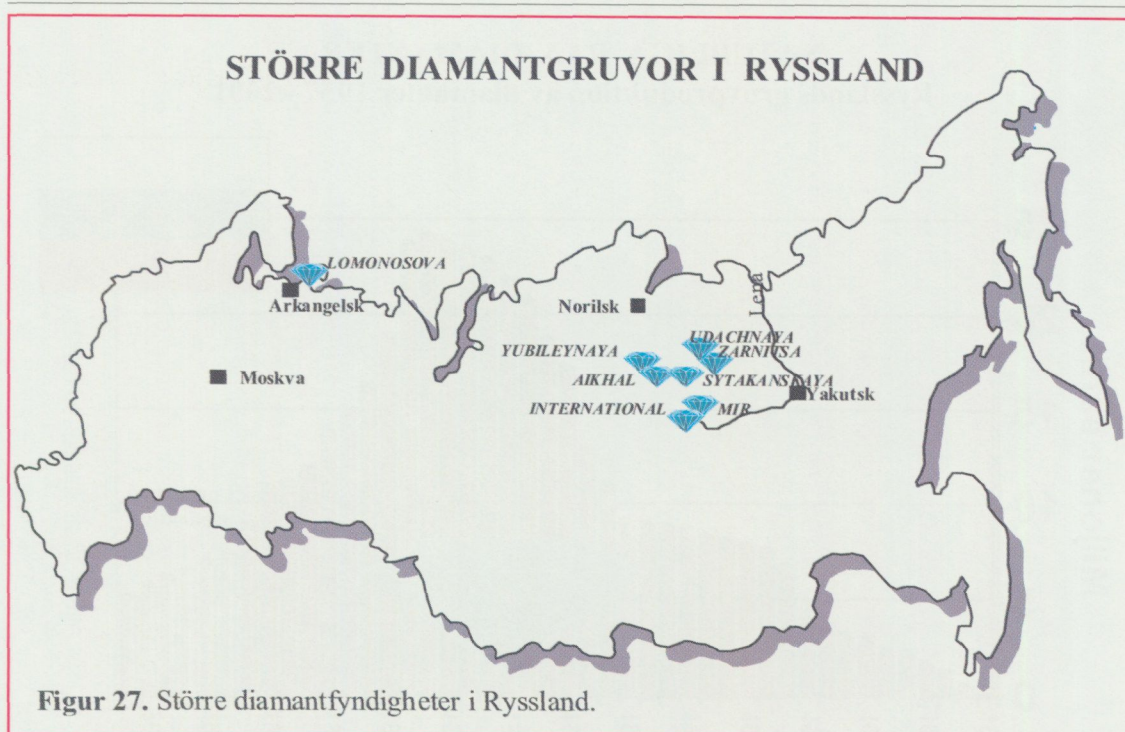 STÖRRE DIAMANTGRUVOR I RYSSLAND
LOMONOSOVA
Arkangelsk
Norilsk
Lena
UDACHNAYA
YUBILEYNAYA
ZARNITSA
Moskva
AIKHAL
SYTAKANSKAYA
Yakutsk
INTERNATIONAL
MIR
Figur 27. Större diamantfyndigheter i Ryssland.